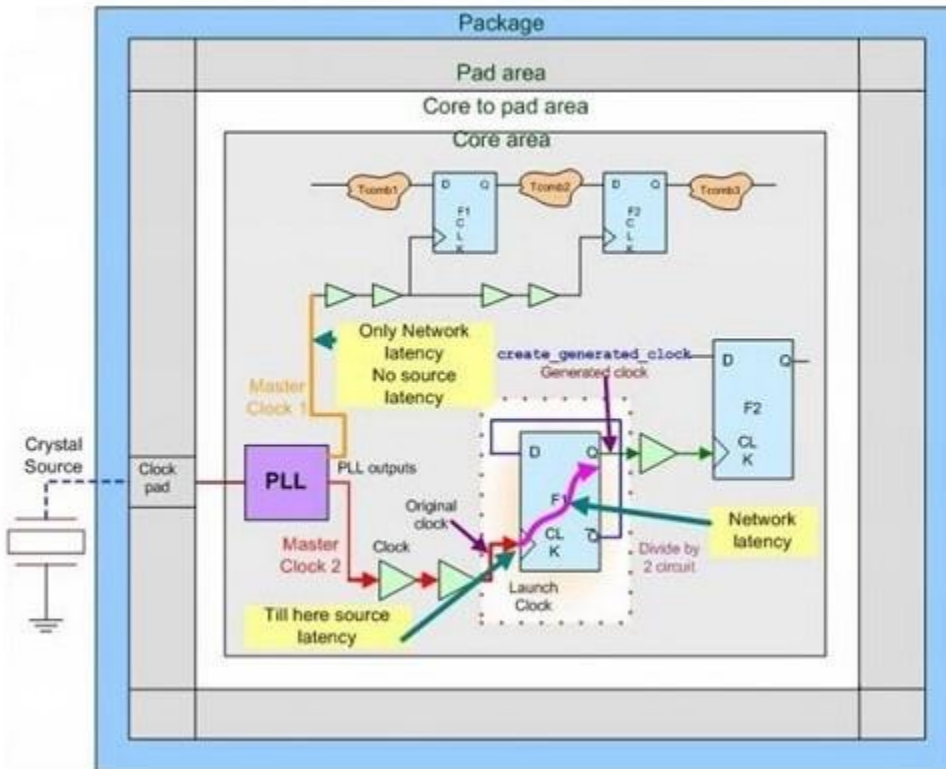 Package
Pad area
Core to pad area
Core area
Tcomb1
D Q
F1
C
L
K
Tcomb2
D Q
F2
C
L
K
Tcomb3
Only Network
latency
No source
latency
Master
Clock 1
create_generated_clock
Generated clock
D Q
F2
CL
K
Crystal
Source
Clock
pad
PLL
PLL outputs
Original
clock
D Q
F1
CL
K
Q
Network
latency
Master
Clock 2
Clock
Launch
Clock
Divide by
2 circuit
Till here source
latency